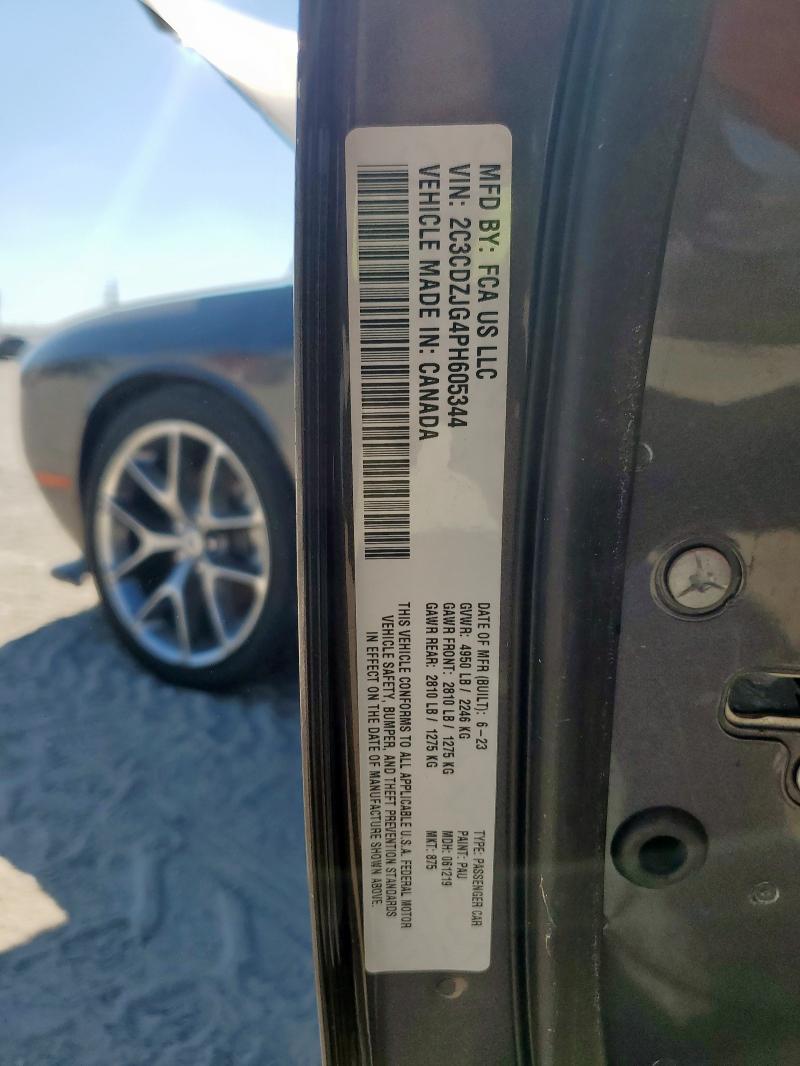 MFD BY: FCA US LLC
VIN: 2C3CDZJG4PH605344
VEHICLE MADE IN: CANADA
DATE OF MFR (BUILT): 6-23
GVWR: 4950 LB / 2246 KG
GAWR FRONT: 2810 LB / 1275 KG
GAWR REAR: 2810 LB / 1275 KG
TYPE: PASSENGER CAR
PAINT: PAU
MDH: 061219
MKT: 875
THIS VEHICLE CONFORMS TO ALL APPLICABLE U.S.A. FEDERAL MOTOR
VEHICLE SAFETY, BUMPER, AND THEFT PREVENTION STANDARDS
IN EFFECT ON THE DATE OF MANUFACTURE SHOWN ABOVE.